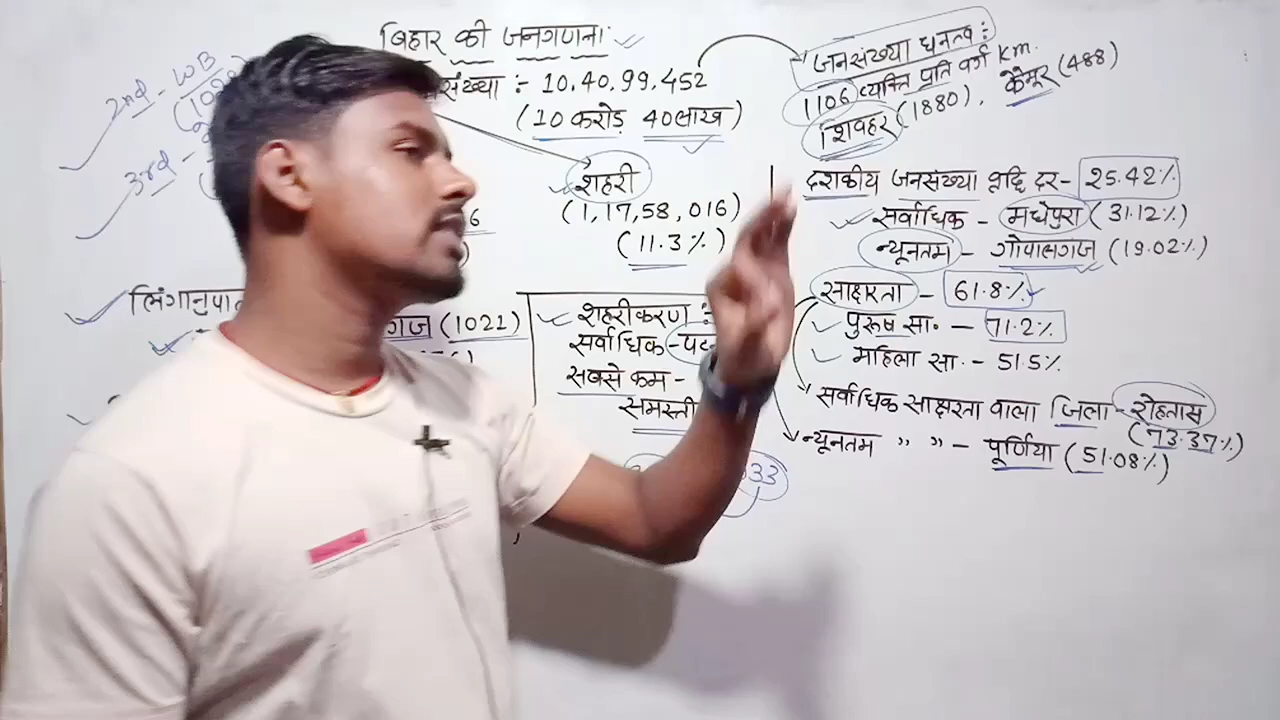 बिहार की जनगणना
संख्या :- 10,40,99,452
(10 करोड़ 40लाख)
2nd - WB
3rd -
शहरी
(1,17,58,016)
(11.3%)
लिंगानुपात
गंज (1021)
शहरीकरण :
सर्वाधिक -
सबसे कम -
समस्ती
33
जनसंख्या घनत्व :
1106 व्यक्ति प्रति वर्ग Km.
शिवहर (1880), कैमूर (488)
दशकीय जनसंख्या वृद्धि दर- 25.42%
सर्वाधिक - मधेपुरा (31.12%)
न्यूनतम - गोपालगंज (19.02%)
साक्षरता - 61.8%
पुरूष सा. - 71.2%
महिला सा. - 51.5%
सर्वाधिक साक्षरता वाला जिला - रोहतास
(73.37%)
न्यूनतम " " - पूर्णिया (51.08%)